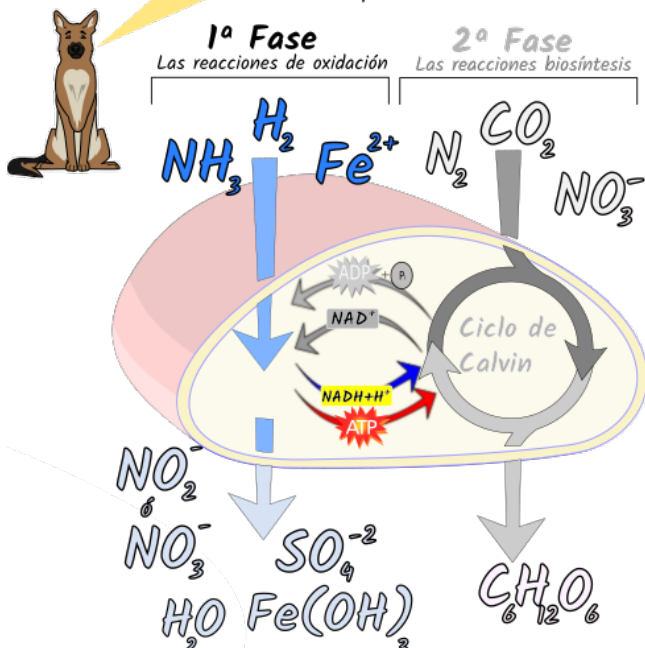 1ª Fase
Las reacciones de oxidación
2ª Fase
Las reacciones biosíntesis
H₂
NH₃
Fe²⁺
N₂
CO₂
NO₃⁻
ADP + Pᵢ
NAD⁺
NADH+H⁺
ATP
Ciclo de
Calvin
NO₂⁻
ó
NO₃⁻
SO₄⁻²
H₂O
Fe(OH)₃
C₆H₁₂O₆